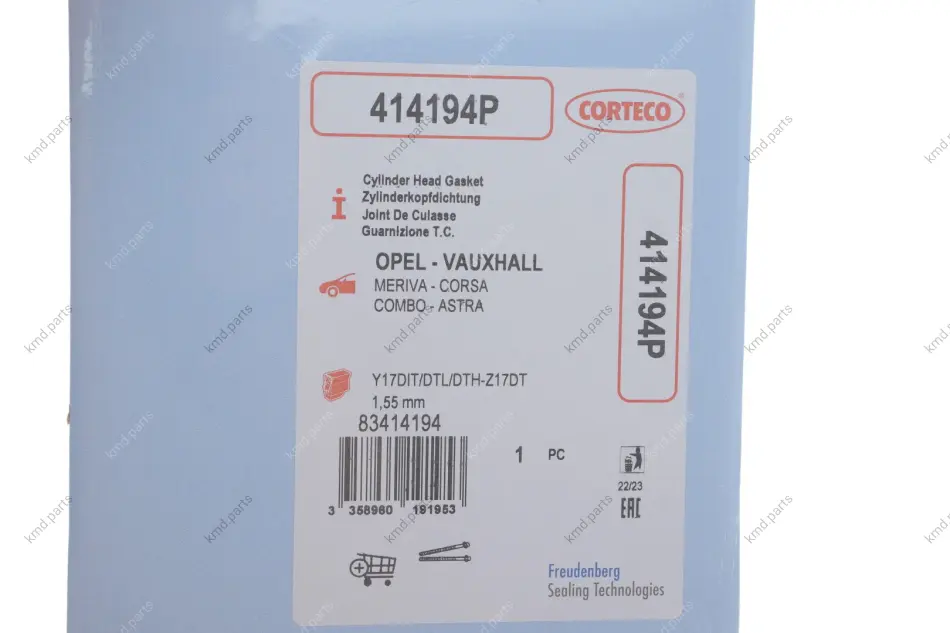 414194P
CORTECO
Cylinder Head Gasket
Zylinderkopfdichtung
Joint De Culasse
Guarnizione T.C.
OPEL - VAUXHALL
MERIVA - CORSA
COMBO - ASTRA
414194P
Y17DIT/DTL/DTH-Z17DT
1,55 mm
83414194
1 PC
3 358960 191953
22/23
EAC
Freudenberg
Sealing Technologies
kmd.parts